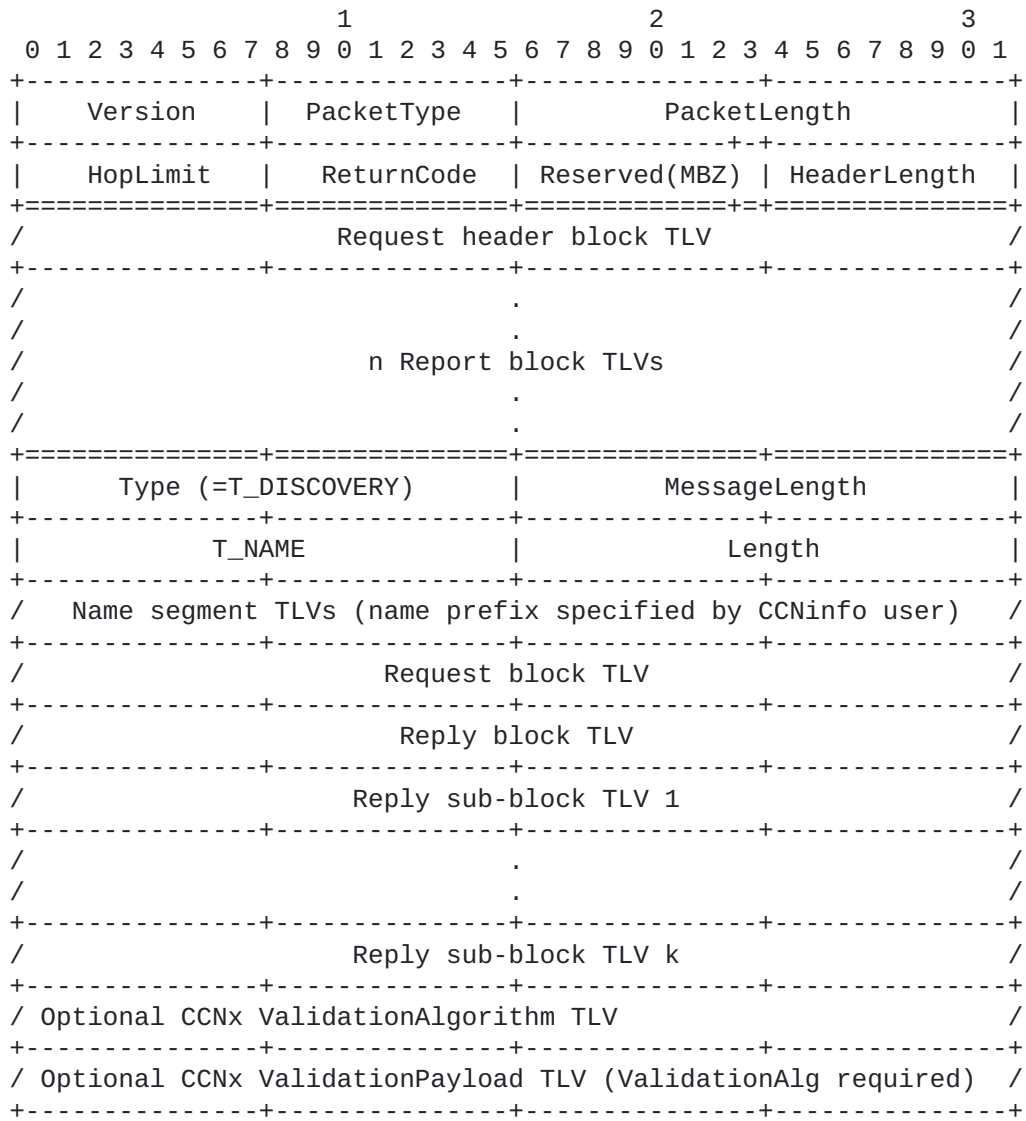 1                   2                   3
 0 1 2 3 4 5 6 7 8 9 0 1 2 3 4 5 6 7 8 9 0 1 2 3 4 5 6 7 8 9 0 1
+---------------+---------------+---------------+---------------+
|    Version    |  PacketType   |         PacketLength          |
+---------------+---------------+-------------+-+---------------+
|    HopLimit   |   ReturnCode  | Reserved(MBZ) | HeaderLength  |
+===============+===============+=============+=+===============+
/                    Request header block TLV                   /
+---------------+---------------+---------------+---------------+
/                               .                               /
/                               .                               /
/                      n Report block TLVs                      /
/                               .                               /
/                               .                               /
+===============+===============+===============+===============+
|      Type (=T_DISCOVERY)      |         MessageLength         |
+---------------+---------------+---------------+---------------+
|            T_NAME             |             Length            |
+---------------+---------------+---------------+---------------+
/   Name segment TLVs (name prefix specified by CCNinfo user)   /
+---------------+---------------+---------------+---------------+
/                       Request block TLV                       /
+---------------+---------------+---------------+---------------+
/                        Reply block TLV                        /
+---------------+---------------+---------------+---------------+
/                     Reply sub-block TLV 1                     /
+---------------+---------------+---------------+---------------+
/                               .                               /
/                               .                               /
+---------------+---------------+---------------+---------------+
/                     Reply sub-block TLV k                     /
+---------------+---------------+---------------+---------------+
/ Optional CCNx ValidationAlgorithm TLV                         /
+---------------+---------------+---------------+---------------+
/ Optional CCNx ValidationPayload TLV (ValidationAlg required)  /
+---------------+---------------+---------------+---------------+